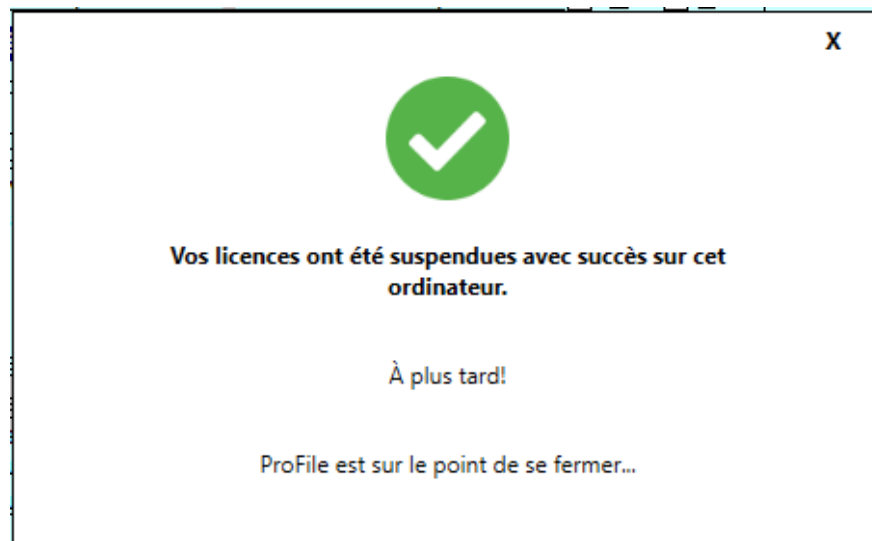 X
Vos licences ont été suspendues avec succès sur cet
ordinateur.
À plus tard!
ProFile est sur le point de se fermer...